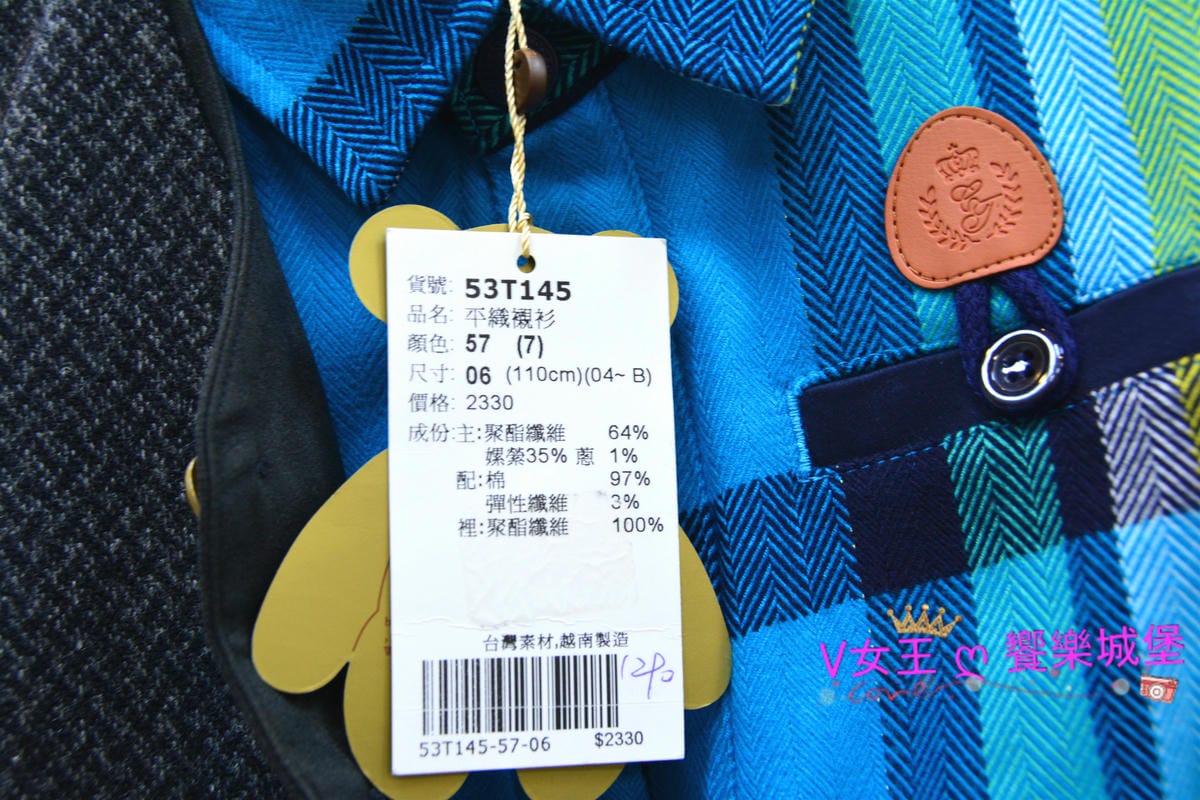 貨號: 53T145
品名: 平織襯衫
顏色: 57 (7)
尺寸: 06 (110cm)(04~ B)
價格: 2330
成份:主:聚酯纖維 64%
嫘縈35% 蔥 1%
配:棉 97%
彈性纖維 3%
裡:聚酯纖維 100%
台灣素材,越南製造
1290
53T145-57-06 $2330
V女王 ღ 饗樂城堡